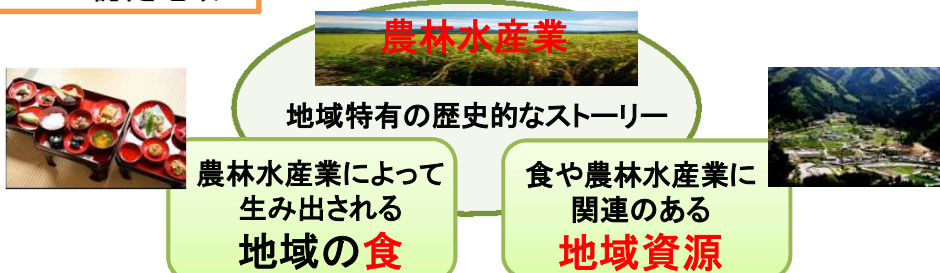 農林水産業
地域特有の歴史的なストーリー
農林水産業によって
生み出される
地域の食
食や農林水産業に
関連のある
地域資源